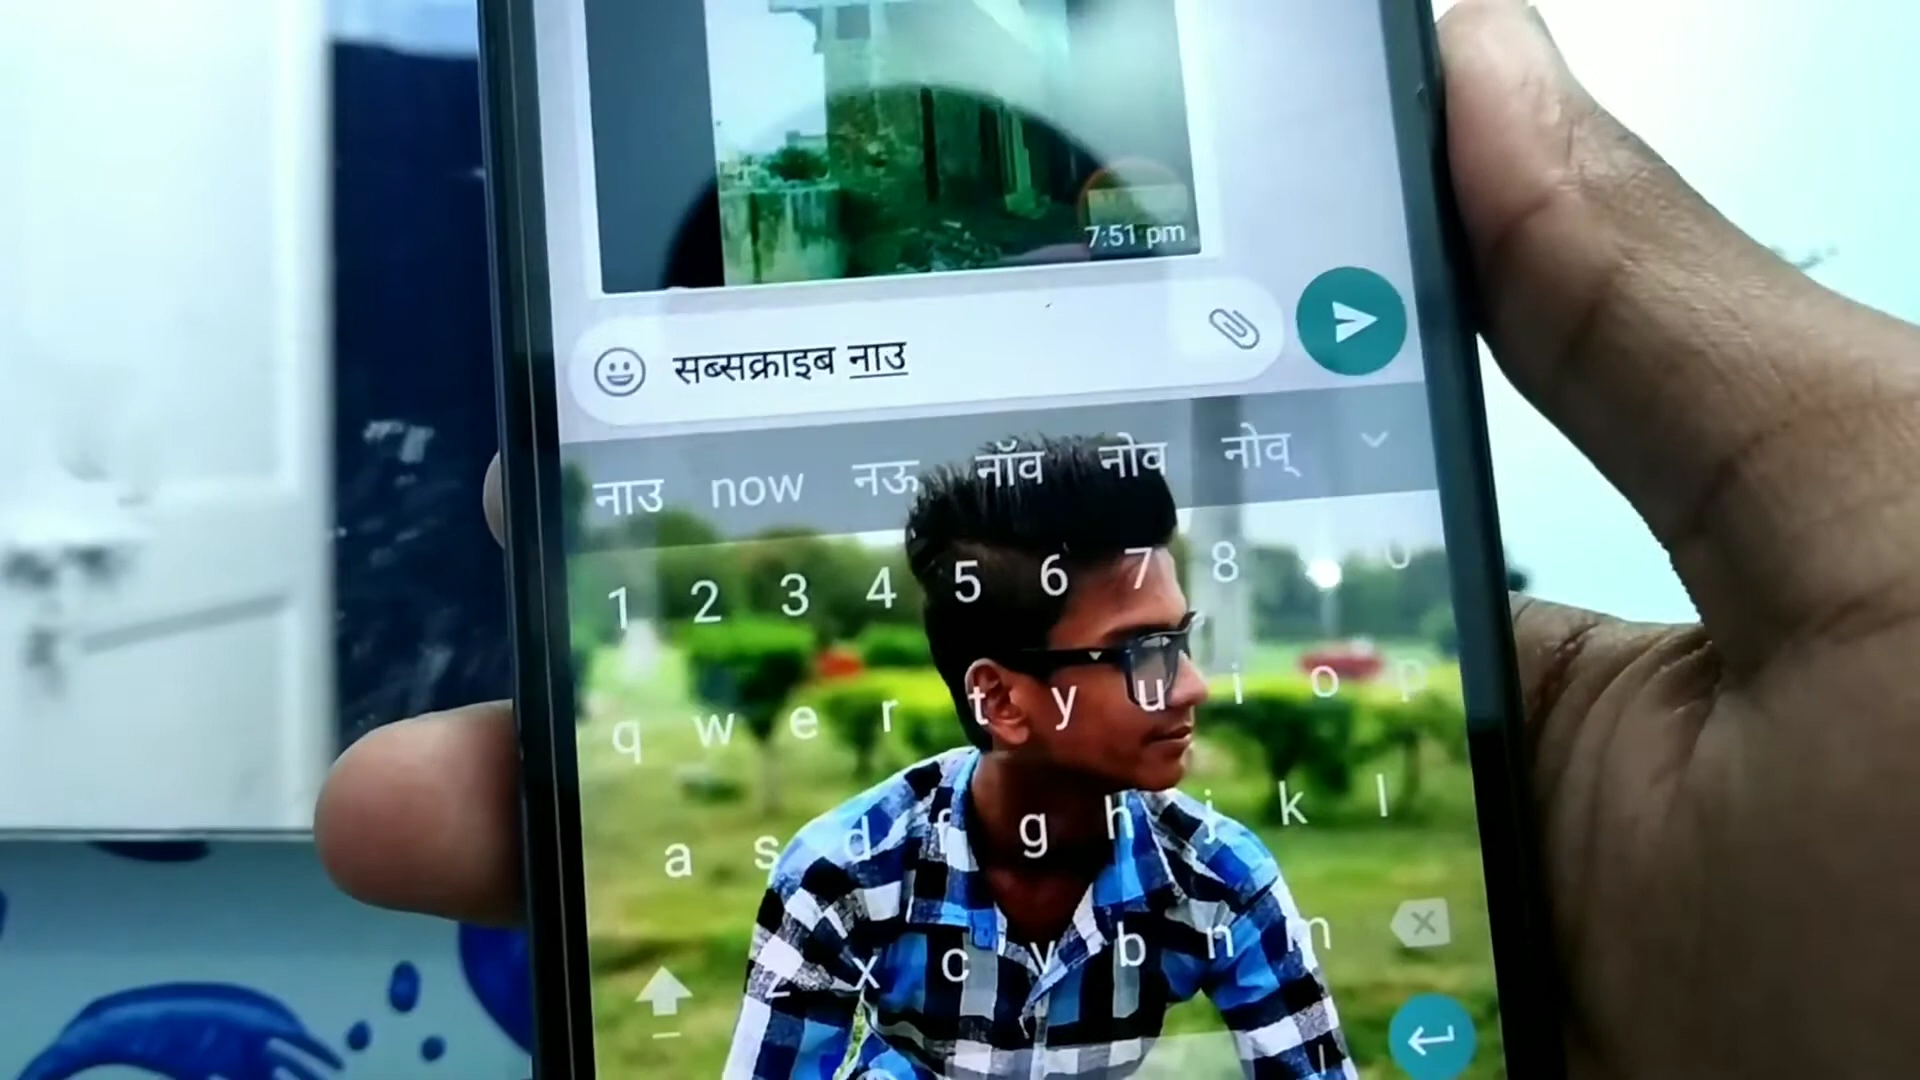 7:51 pm
सब्सक्राइब नाउ
नाउ now नऊ नॉव नोव नोव्
1 2 3 4 5 6 7 8
q w e r t y u i o p
a s d f g h j k l
z x c v b n m